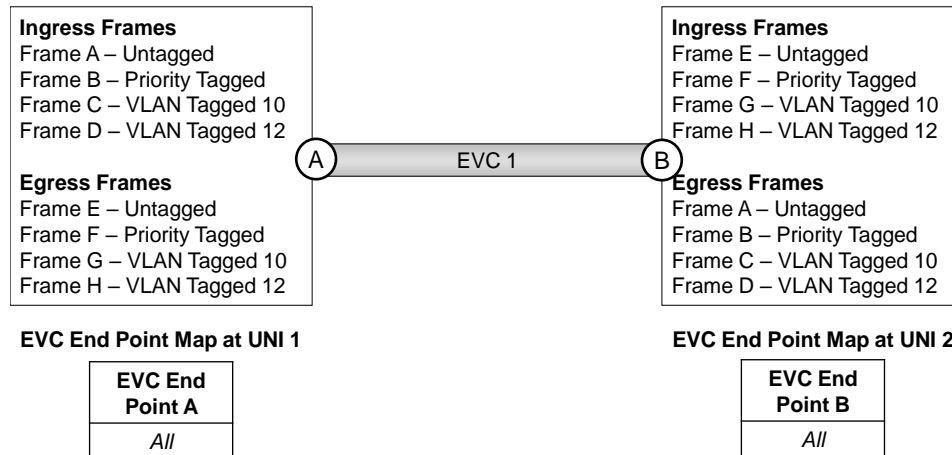 Ingress Frames
Frame A – Untagged
Frame B – Priority Tagged
Frame C – VLAN Tagged 10
Frame D – VLAN Tagged 12
Egress Frames
Frame E – Untagged
Frame F – Priority Tagged
Frame G – VLAN Tagged 10
Frame H – VLAN Tagged 12
A
EVC 1
B
Ingress Frames
Frame E – Untagged
Frame F – Priority Tagged
Frame G – VLAN Tagged 10
Frame H – VLAN Tagged 12
Egress Frames
Frame A – Untagged
Frame B – Priority Tagged
Frame C – VLAN Tagged 10
Frame D – VLAN Tagged 12
EVC End Point Map at UNI 1
EVC End
Point A
All
EVC End Point Map at UNI 2
EVC End
Point B
All